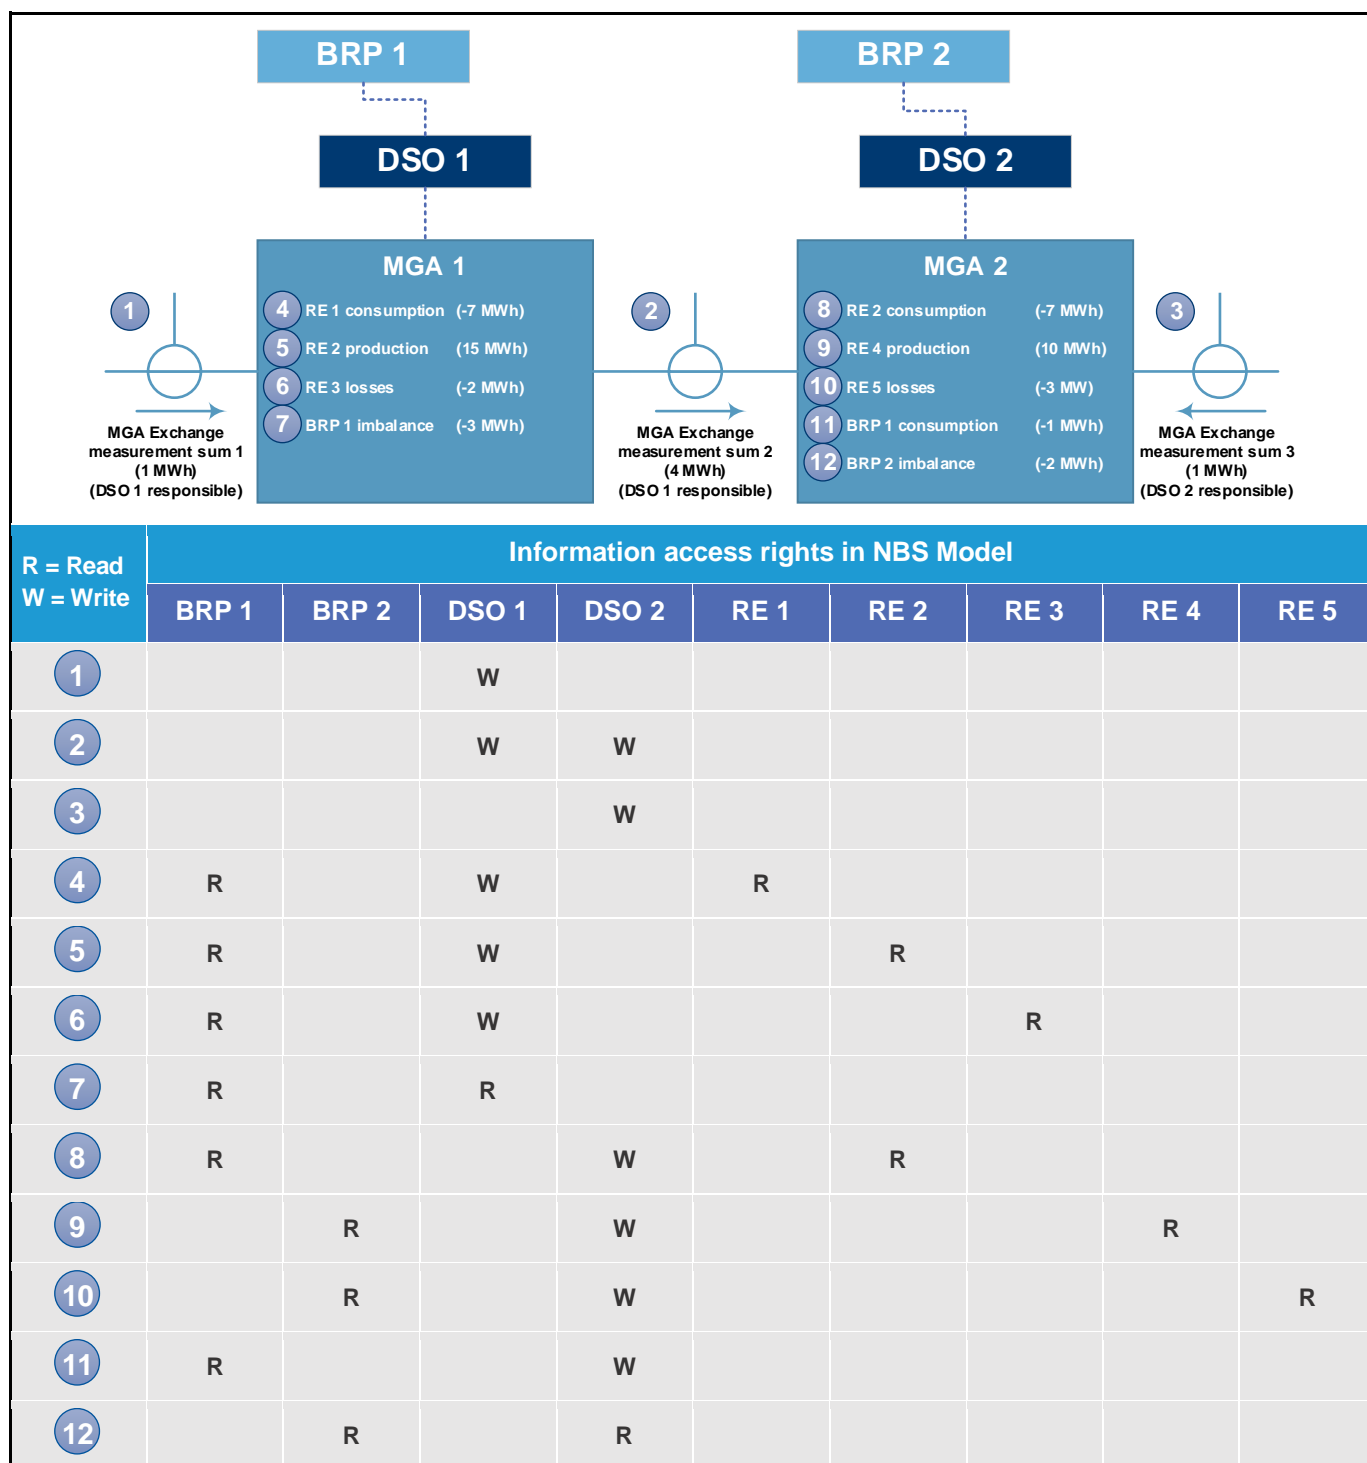 BRP 1
BRP 2
DSO 1
DSO 2
MGA 1
MGA 2
1
4 RE 1 consumption (-7 MWh)
5 RE 2 production (15 MWh)
6 RE 3 losses (-2 MWh)
7 BRP 1 imbalance (-3 MWh)
2
8 RE 2 consumption (-7 MWh)
9 RE 4 production (10 MWh)
10 RE 5 losses (-3 MW)
11 BRP 1 consumption (-1 MWh)
12 BRP 2 imbalance (-2 MWh)
3
MGA Exchange
measurement sum 1
(1 MWh)
(DSO 1 responsible)
MGA Exchange
measurement sum 2
(4 MWh)
(DSO 1 responsible)
MGA Exchange
measurement sum 3
(1 MWh)
(DSO 2 responsible)
R = Read
W = Write
Information access rights in NBS Model
BRP 1 BRP 2 DSO 1 DSO 2 RE 1 RE 2 RE 3 RE 4 RE 5
1 W
2 W W
3 W
4 R W R
5 R W R
6 R W R
7 R R
8 R W R
9 R W R
10 R W R
11 R W
12 R R